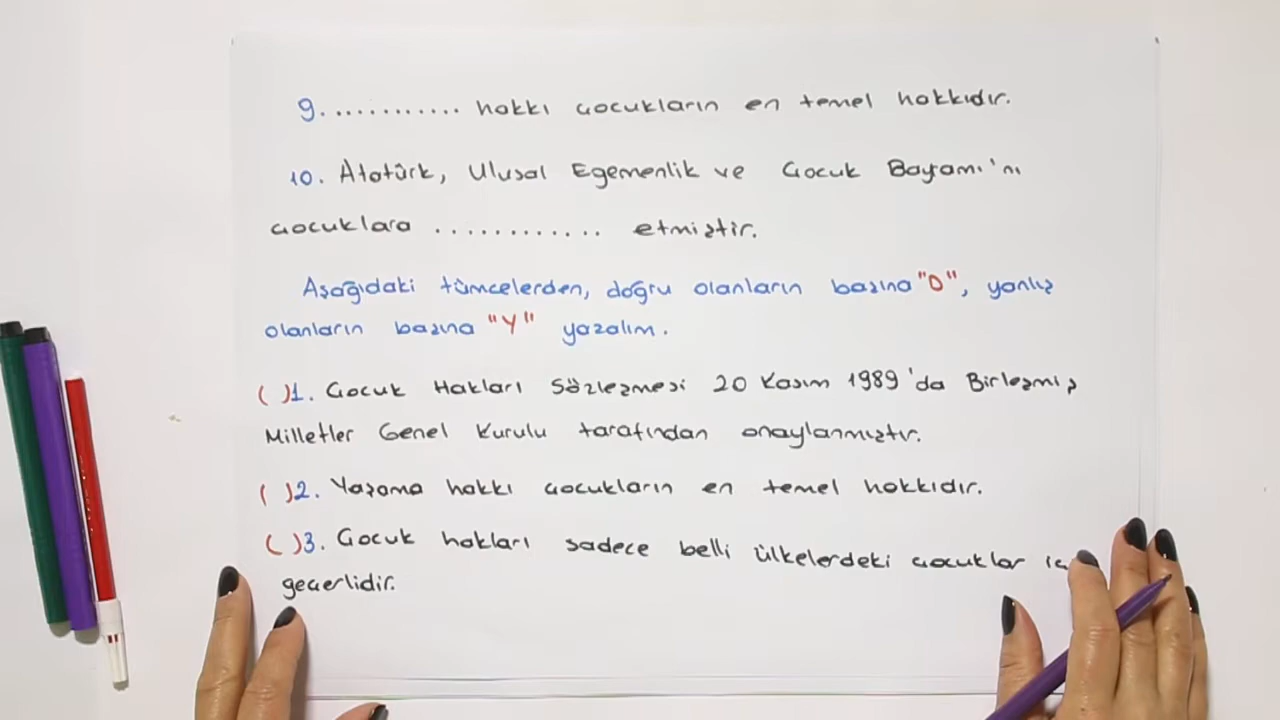 9. ............ hakkı çocukların en temel hakkıdır.
10. Atatürk, Ulusal Egemenlik ve Çocuk Bayramı'nı
çocuklara ............ etmiştir.
Aşağıdaki tümcelerden, doğru olanların başına "D", yanlış
olanların başına "Y" yazalım.
( )1. Çocuk Hakları Sözleşmesi 20 Kasım 1989'da Birleşmiş
Milletler Genel Kurulu tarafından onaylanmıştır.
( )2. Yaşama hakkı çocukların en temel hakkıdır.
( )3. Çocuk hakları sadece belli ülkelerdeki çocuklar
geçerlidir.